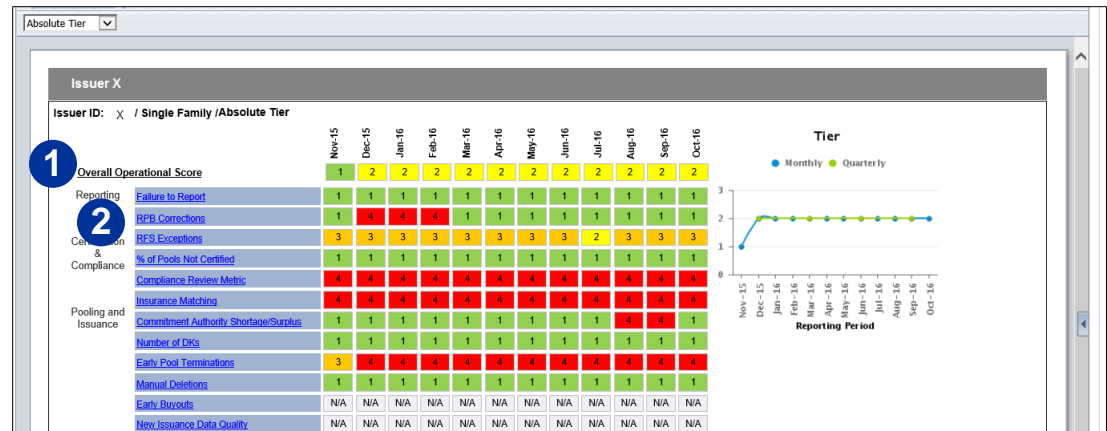 Absolute Tier
Issuer X
Issuer ID: X / Single Family /Absolute Tier
Nov-15 Dec-15 Jan-16 Feb-16 Mar-16 Apr-16 May-16 Jun-16 Jul-16 Aug-16 Sep-16 Oct-16
1
Overall Operational Score 1 2 2 2 2 2 2 2 2 2 2 2
Reporting
Failure to Report 1 1 1 1 1 1 1 1 1 1 1 1
2
RPB Corrections 1 4 4 4 1 1 1 1 1 1 1 1
RFS Exceptions 3 3 3 3 3 3 3 3 2 3 3 3
&
Compliance
% of Pools Not Certified 1 1 1 1 1 1 1 1 1 1 1 1
Compliance Review Metric 4 4 4 4 4 4 4 4 4 4 4 4
Insurance Matching 4 4 4 4 4 4 4 4 4 4 4 4
Pooling and
Issuance
Commitment Authority Shortage/Surplus 1 1 1 1 1 1 1 1 1 4 4 1
Number of DKs 1 1 1 1 1 1 1 1 1 1 1 1
Early Pool Terminations 3 4 4 4 4 4 4 4 4 4 4 4
Manual Deletions 1 1 1 1 1 1 1 1 1 1 1 1
Early Buyouts N/A N/A N/A N/A N/A N/A N/A N/A N/A N/A N/A N/A
New Issuance Data Quality N/A N/A N/A N/A N/A N/A N/A N/A N/A N/A N/A N/A
Tier
Monthly Quarterly
3
2
1
0
Nov-15 Dec-15 Jan-16 Feb-16 Mar-16 Apr-16 May-16 Jun-16 Jul-16 Aug-16 Sep-16 Oct-16
Reporting Period